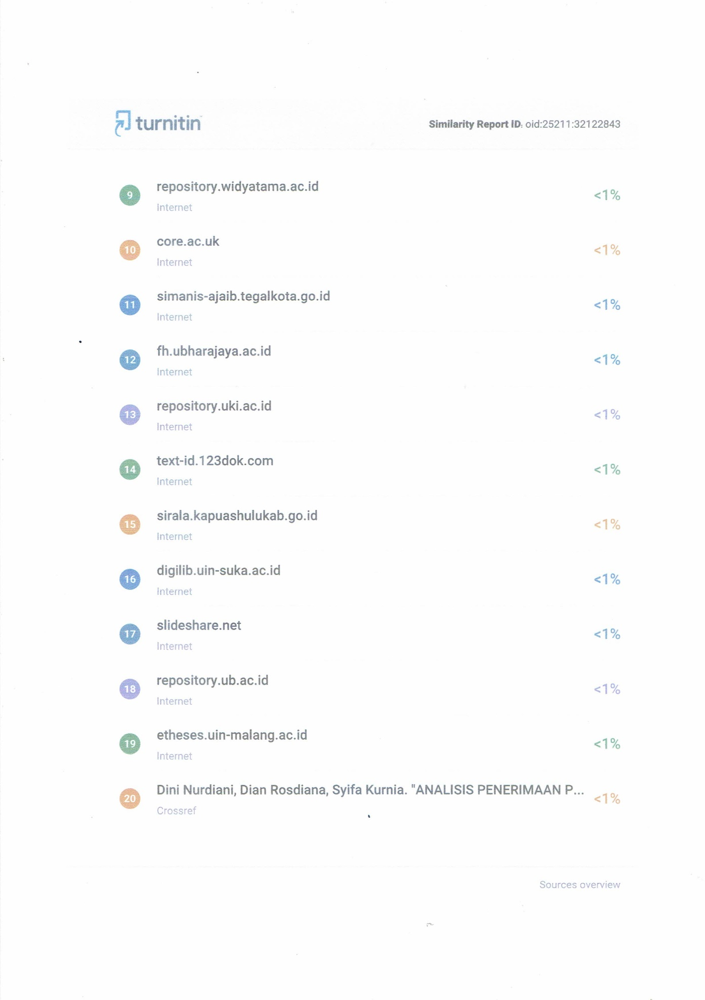 turnitin
Similarity Report ID: oid:25211:32122843
9
repository.widyatama.ac.id
<1%
Internet
10
core.ac.uk
<1%
Internet
11
simanis-ajaib.tegalkota.go.id
<1%
Internet
12
fh.ubharajaya.ac.id
<1%
Internet
13
repository.uki.ac.id
<1%
Internet
14
text-id.123dok.com
<1%
Internet
15
sirala.kapuashulukab.go.id
<1%
Internet
16
digilib.uin-suka.ac.id
<1%
Internet
17
slideshare.net
<1%
Internet
18
repository.ub.ac.id
<1%
Internet
19
etheses.uin-malang.ac.id
<1%
Internet
20
Dini Nurdiani, Dian Rosdiana, Syifa Kurnia. "ANALISIS PENERIMAAN P...
<1%
Crossref
Sources overview